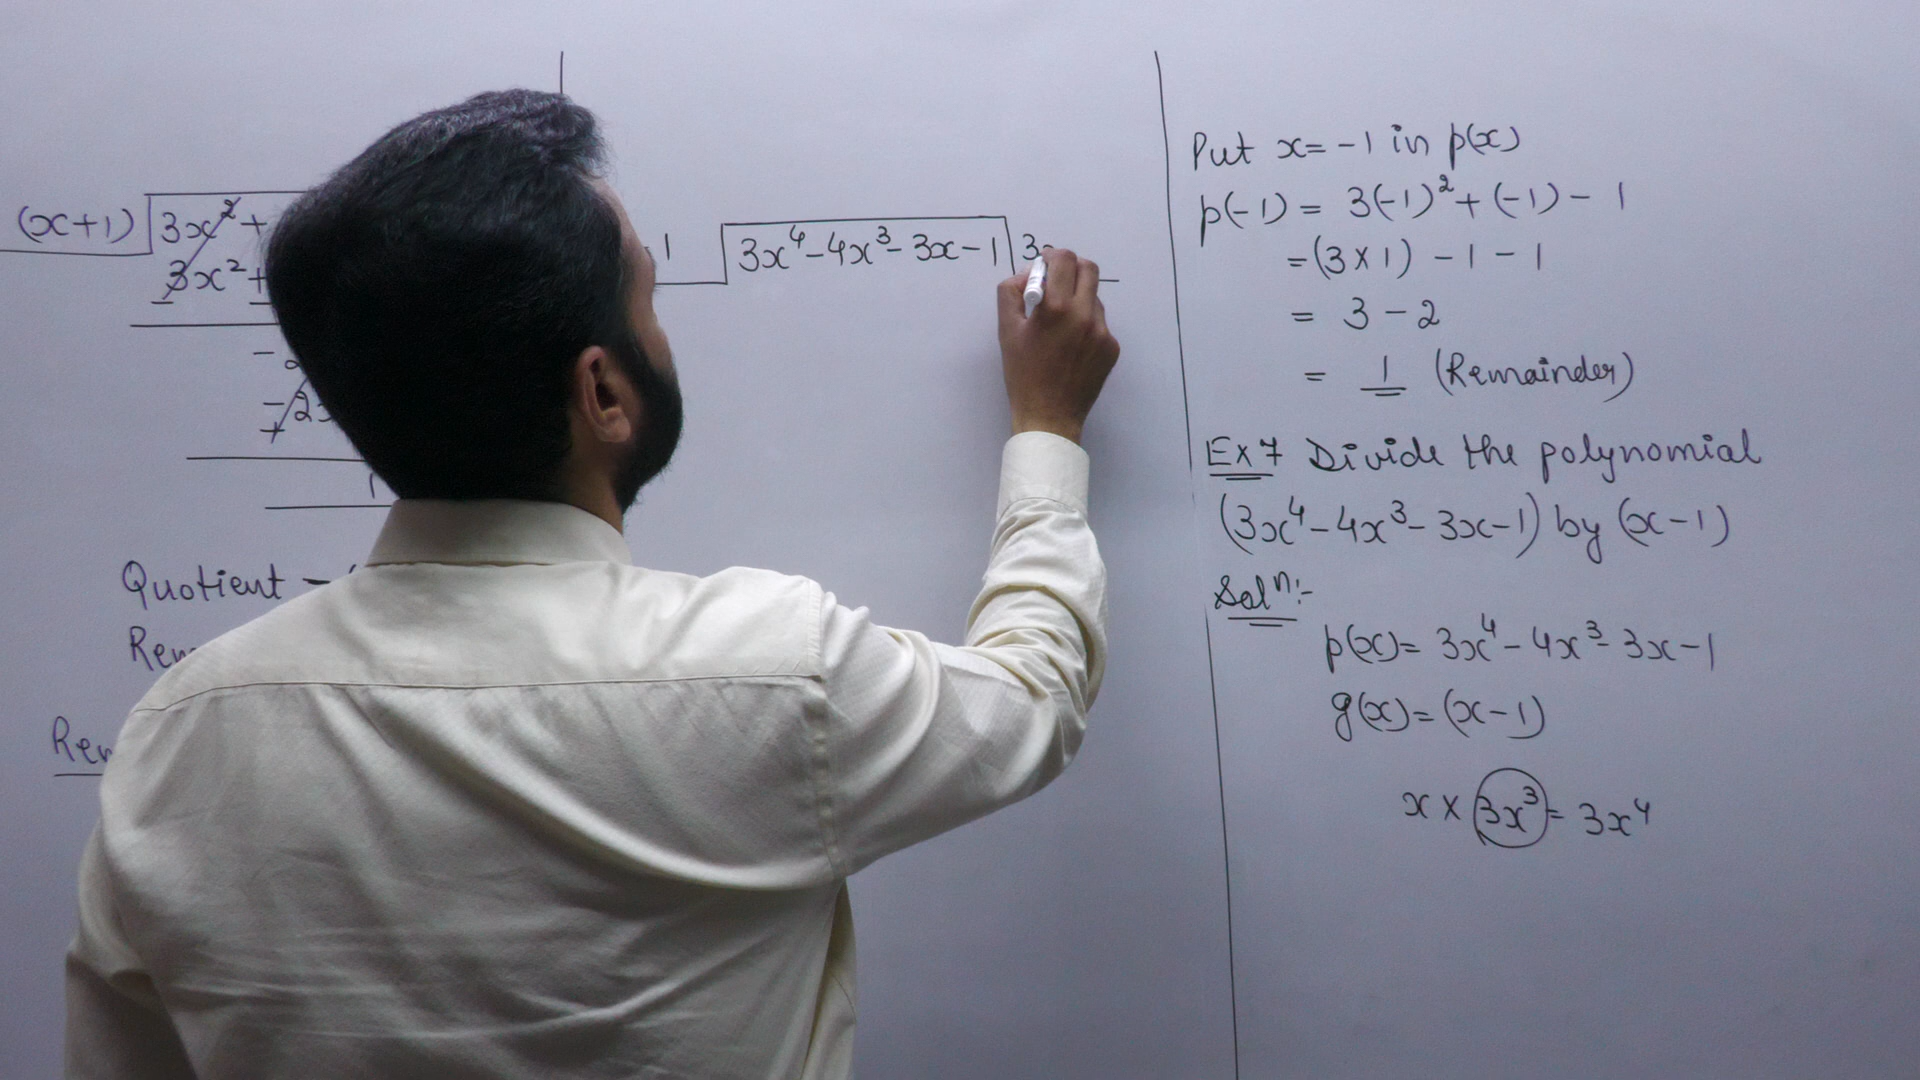 (x+1) 3x² +
3x² +
-
1
Quotient -
1 3x⁴-4x³-3x-1 3
Put x=-1 in p(x)
p(-1) = 3(-1)² + (-1) - 1
= (3×1) - 1 - 1
= 3 - 2
= 1 (Remainder)
Ex 7 Divide the polynomial
(3x⁴-4x³-3x-1) by (x-1)
Solⁿ:-
p(x)= 3x⁴-4x³-3x-1
g(x)=(x-1)
x × 3x³ = 3x⁴